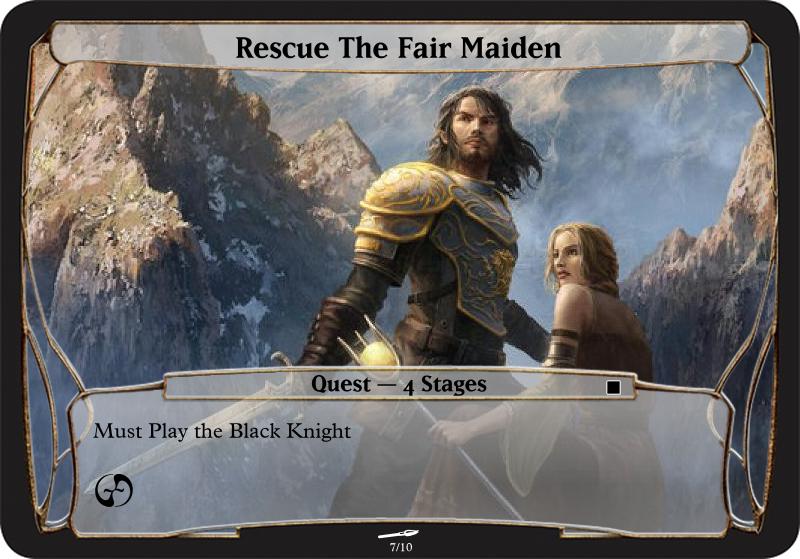 Rescue The Fair Maiden
Quest — 4 Stages
Must Play the Black Knight
7/10